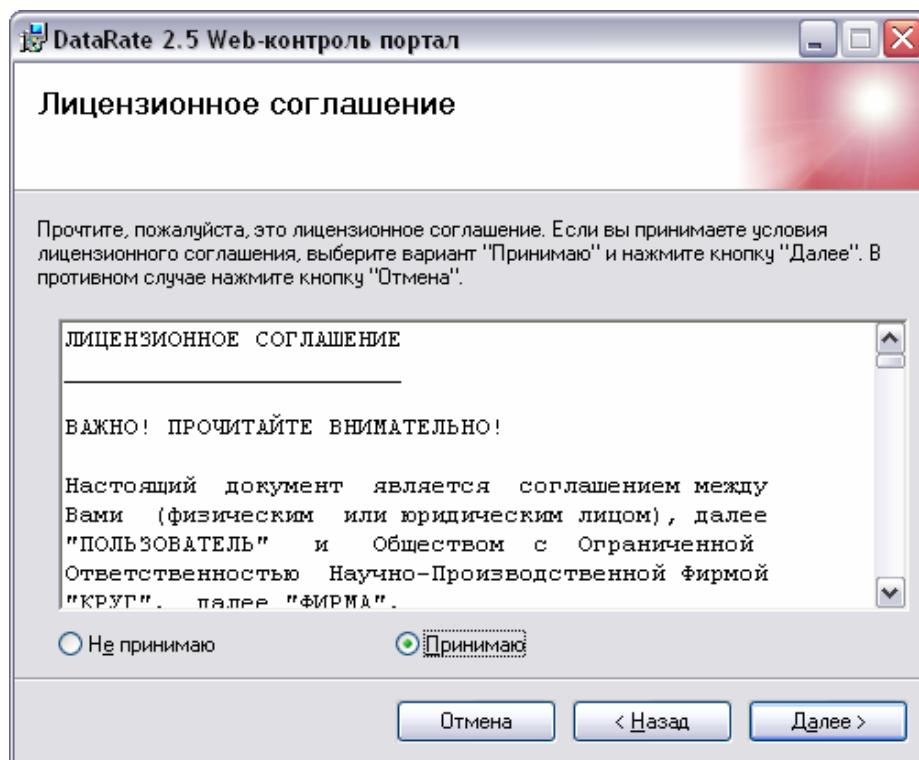 DataRate 2.5 Web-контроль портал
Лицензионное соглашение
Прочтите, пожалуйста, это лицензионное соглашение. Если вы принимаете условия
лицензионного соглашения, выберите вариант "Принимаю" и нажмите кнопку "Далее". В
противном случае нажмите кнопку "Отмена".
ЛИЦЕНЗИОННОЕ СОГЛАШЕНИЕ
ВАЖНО! ПРОЧИТАЙТЕ ВНИМАТЕЛЬНО!
Настоящий документ является соглашением между
Вами (физическим или юридическим лицом), далее
"ПОЛЬЗОВАТЕЛЬ" и Обществом с Ограниченной
Ответственностью Научно-Производственной Фирмой
"КРУГ", далее "ФИРМА".
Не принимаю
Принимаю
Отмена
< Назад
Далее >